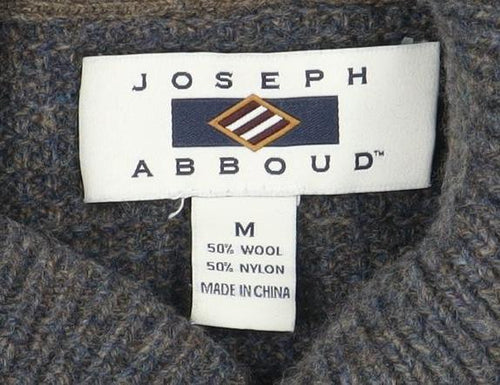 JOSEPH
ABBOUD™
M
50% WOOL
50% NYLON
MADE IN CHINA